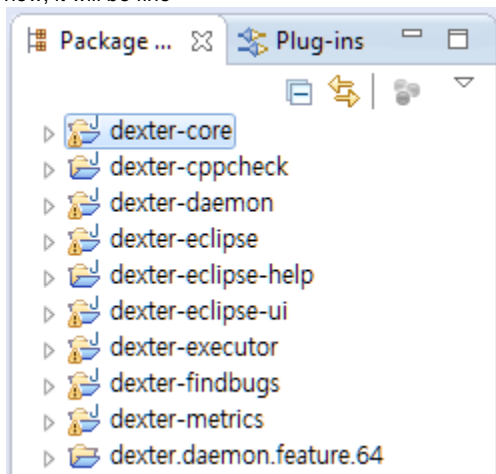 now, it will be fine
Package ... Plug-ins
dexter-core
dexter-cppcheck
dexter-daemon
dexter-eclipse
dexter-eclipse-help
dexter-eclipse-ui
dexter-executor
dexter-findbugs
dexter-metrics
dexter.daemon.feature.64